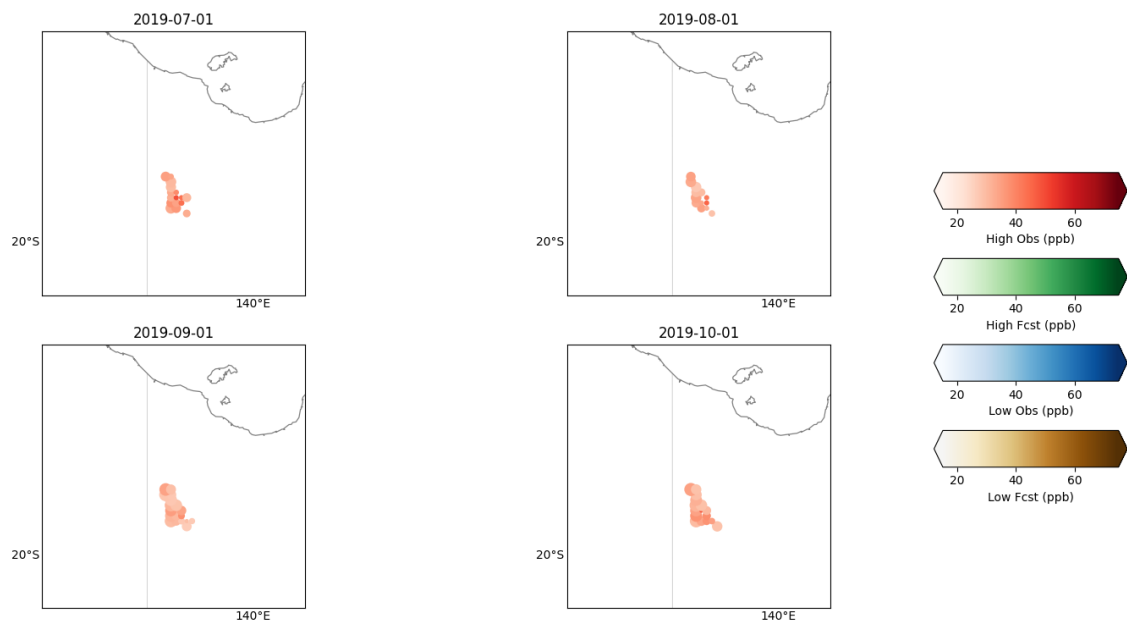 2019-07-01
2019-08-01
20°S
20°S
140°E
140°E
2019-09-01
2019-10-01
20°S
20°S
140°E
140°E
20 40 60
High Obs (ppb)
20 40 60
High Fcst (ppb)
20 40 60
Low Obs (ppb)
20 40 60
Low Fcst (ppb)